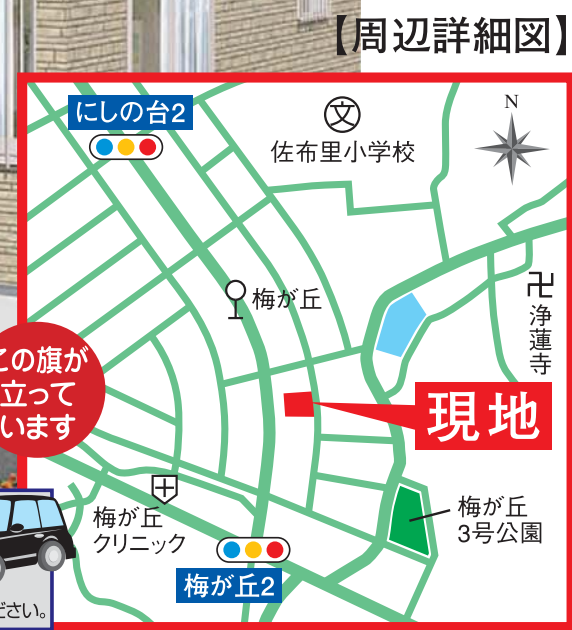 【周辺詳細図】
にしの台2
文
佐布里小学校
N
梅が丘
卍
浄蓮寺
この旗が
立って
います
現地
梅が丘
クリニック
梅が丘
3号公園
梅が丘2
ださい。